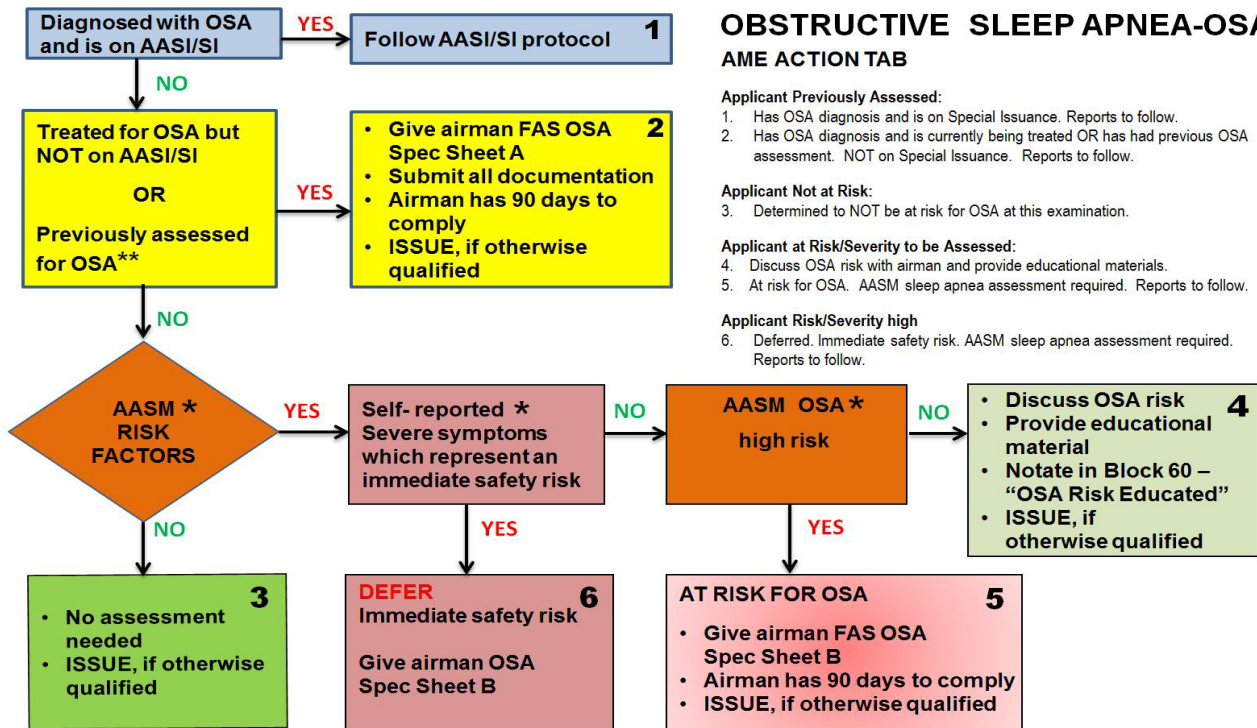 Diagnosed with OSA
and is on AASI/SI
YES
Follow AASI/SI protocol
1
NO
Treated for OSA but
NOT on AASI/SI
OR
Previously assessed
for OSA**
YES
• Give airman FAS OSA
Spec Sheet A
• Submit all documentation
• Airman has 90 days to
comply
• ISSUE, if otherwise
qualified
2
NO
OBSTRUCTIVE SLEEP APNEA-OSA
AME ACTION TAB
Applicant Previously Assessed:
1. Has OSA diagnosis and is on Special Issuance. Reports to follow.
2. Has OSA diagnosis and is currently being treated OR has had previous OSA
assessment. NOT on Special Issuance. Reports to follow.
Applicant Not at Risk:
3. Determined to NOT be at risk for OSA at this examination.
Applicant at Risk/Severity to be Assessed:
4. Discuss OSA risk with airman and provide educational materials.
5. At risk for OSA. AASM sleep apnea assessment required. Reports to follow.
Applicant Risk/Severity high
6. Deferred. Immediate safety risk. AASM sleep apnea assessment required.
Reports to follow.
AASM *
RISK
FACTORS
YES
Self- reported *
Severe symptoms
which represent an
immediate safety risk
NO
AASM OSA*
high risk
NO
• Discuss OSA risk
• Provide educational
material
• Notate in Block 60 –
“OSA Risk Educated”
• ISSUE, if
otherwise qualified
4
NO
YES
YES
• No assessment
needed
• ISSUE, if otherwise
qualified
3
DEFER
Immediate safety risk
Give airman OSA
Spec Sheet B
6
AT RISK FOR OSA
• Give airman FAS OSA
Spec Sheet B
• Airman has 90 days to comply
• ISSUE, if otherwise qualified
5